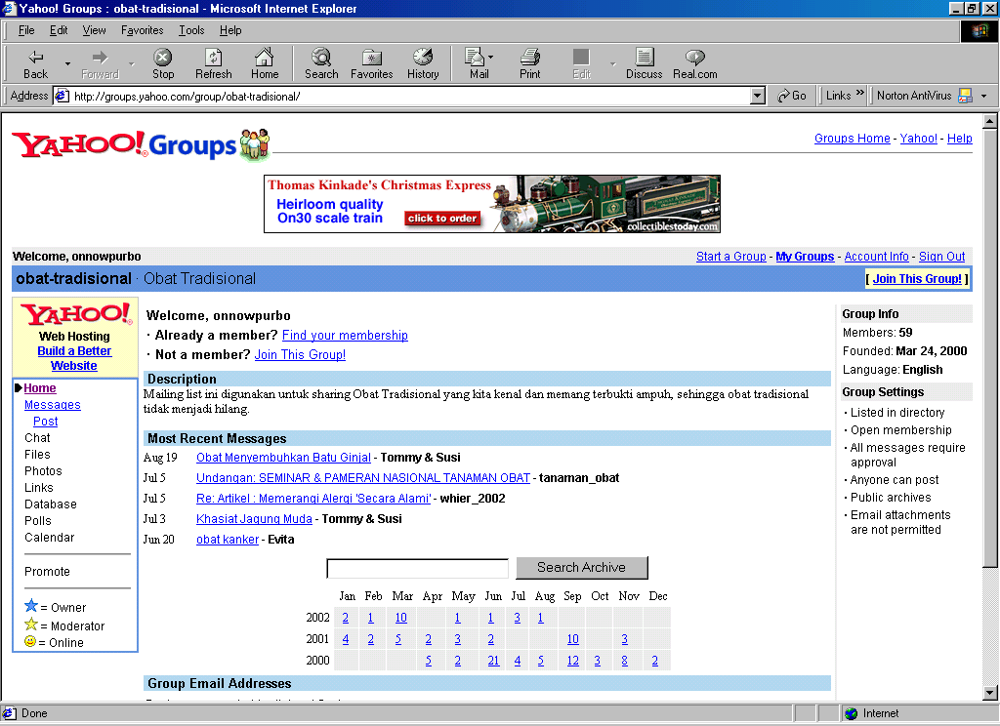 Yahoo! Groups : obat-tradisional - Microsoft Internet Explorer
File Edit View Favorites Tools Help
Back Forward Stop Refresh Home Search Favorites History Mail Print Edit Discuss Real.com
Address http://groups.yahoo.com/group/obat-tradisional/ Go Links » Norton AntiVirus
YAHOO! Groups
Groups Home - Yahoo! - Help
Thomas Kinkade's Christmas Express
Heirloom quality
On30 scale train
click to order
collectiblestoday.com
Welcome, onnowpurbo
Start a Group - My Groups - Account Info - Sign Out
obat-tradisional · Obat Tradisional
[ Join This Group! ]
YAHOO!
Web Hosting
Build a Better
Website
Home
Messages
Post
Chat
Files
Photos
Links
Database
Polls
Calendar
Promote
= Owner
= Moderator
= Online
Welcome, onnowpurbo
· Already a member? Find your membership
· Not a member? Join This Group!
Description
Mailing list ini digunakan untuk sharing Obat Tradisional yang kita kenal dan memang terbukti ampuh, sehingga obat tradisional
tidak menjadi hilang.
Most Recent Messages
Aug 19 Obat Menyembuhkan Batu Ginjal - Tommy & Susi
Jul 5 Undangan: SEMINAR & PAMERAN NASIONAL TANAMAN OBAT - tanaman_obat
Jul 5 Re: Artikel : Memerangi Alergi 'Secara Alami' - whier_2002
Jul 3 Khasiat Jagung Muda - Tommy & Susi
Jun 20 obat kanker - Evita
Search Archive
Jan Feb Mar Apr May Jun Jul Aug Sep Oct Nov Dec
2002 2 1 10 1 1 3 1
2001 4 2 5 2 3 2 10 3
2000 5 2 21 4 5 12 3 8 2
Group Email Addresses
Group Info
Members: 59
Founded: Mar 24, 2000
Language: English
Group Settings
· Listed in directory
· Open membership
· All messages require
approval
· Anyone can post
· Public archives
· Email attachments
are not permitted
Done
Internet